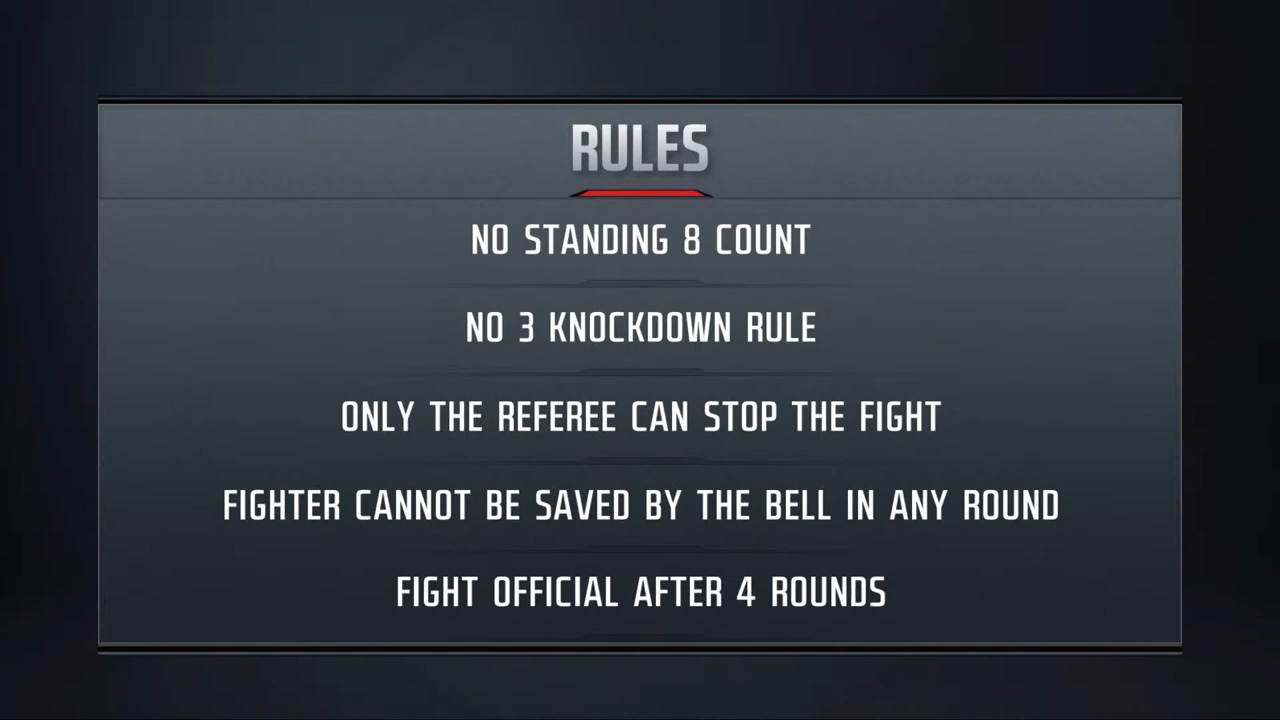 RULES
NO STANDING 8 COUNT
NO 3 KNOCKDOWN RULE
ONLY THE REFEREE CAN STOP THE FIGHT
FIGHTER CANNOT BE SAVED BY THE BELL IN ANY ROUND
FIGHT OFFICIAL AFTER 4 ROUNDS